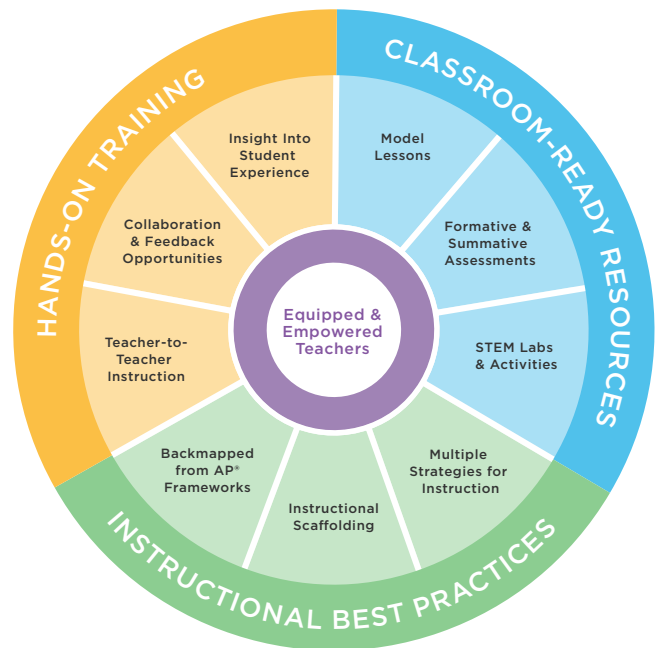 HANDS-ON TRAINING
CLASSROOM-READY RESOURCES
INSTRUCTIONAL BEST PRACTICES
Insight Into
Student
Experience
Collaboration
& Feedback
Opportunities
Teacher-to-
Teacher
Instruction
Model
Lessons
Formative &
Summative
Assessments
STEM Labs
& Activities
Multiple
Strategies for
Instruction
Instructional
Scaffolding
Backmapped
from AP®
Frameworks
Equipped &
Empowered
Teachers